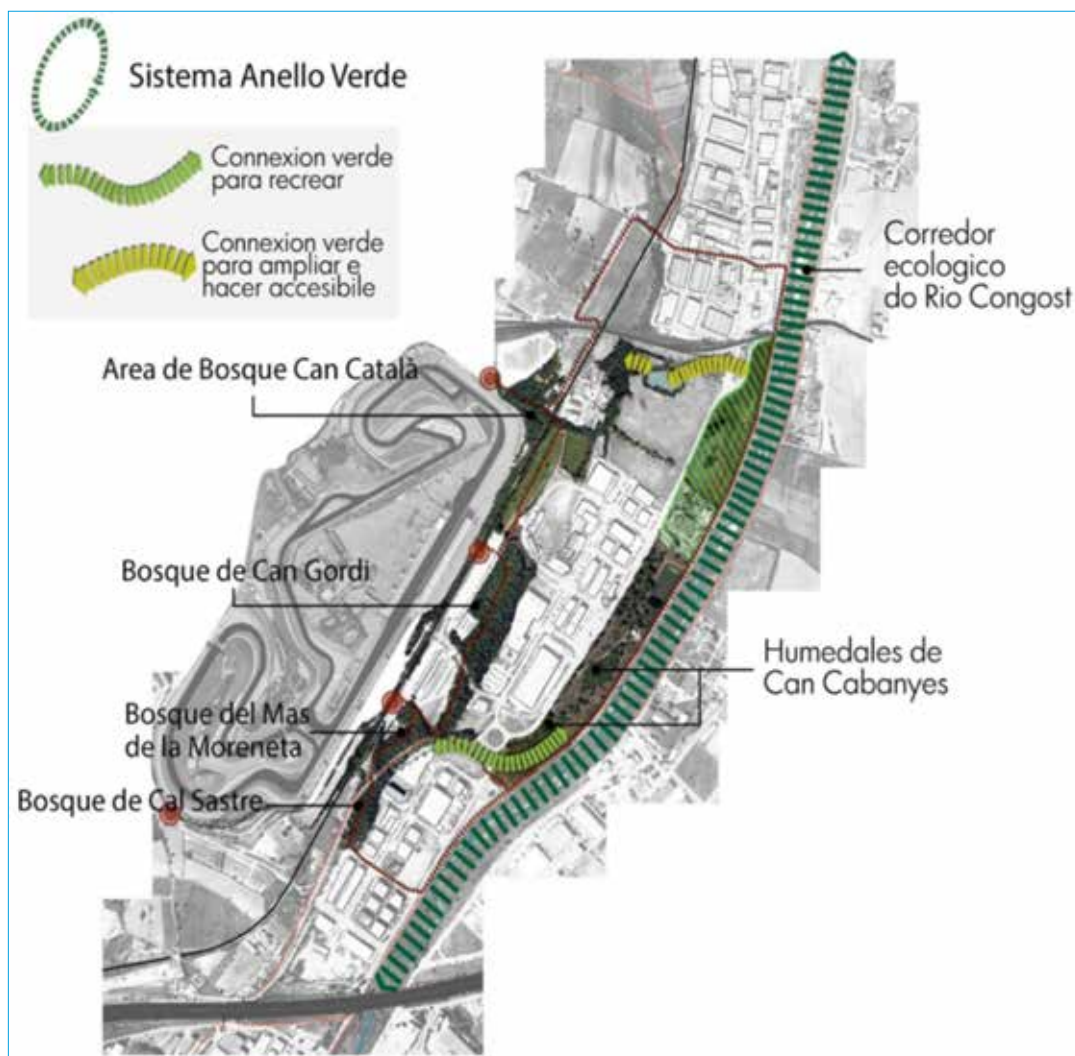 Sistema Anello Verde
Connexion verde
para recrear
Connexion verde
para ampliar e
hacer accesibile
Corredor
ecologico
do Rio Congost
Area de Bosque Can Català
Bosque de Can Gordi
Humedales de
Can Cabanyes
Bosque del Mas
de la Moreneta
Bosque de Cal Sastre